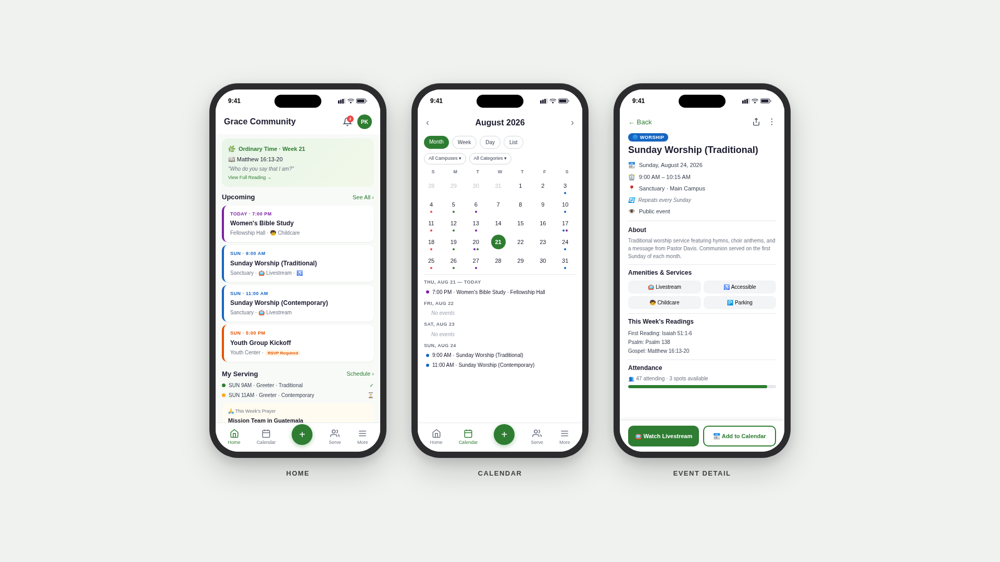 9:41
Grace Community
2
PK
🌿 Ordinary Time · Week 21
📖 Matthew 16:13-20
"Who do you say that I am?"
View Full Reading →
Upcoming
See All ›
TODAY · 7:00 PM
Women's Bible Study
Fellowship Hall · 🧒 Childcare
SUN · 9:00 AM
Sunday Worship (Traditional)
Sanctuary · 📺 Livestream · ♿
SUN · 11:00 AM
Sunday Worship (Contemporary)
Sanctuary · 📺 Livestream
SUN · 5:00 PM
Youth Group Kickoff
Youth Center · RSVP Required
My Serving
Schedule ›
SUN 9AM · Greeter · Traditional ✓
SUN 11AM · Greeter · Contemporary ⏳
🙏 This Week's Prayer
Mission Team in Guatemala
Home
Calendar
+
Serve
More
HOME
9:41
‹ August 2026 ›
Month Week Day List
All Campuses ▾ All Categories ▾
S M T W T F S
28 29 30 31 1 2 3
4 5 6 7 8 9 10
11 12 13 14 15 16 17
18 19 20 21 22 23 24
25 26 27 28 29 30 31
THU, AUG 21 — TODAY
7:00 PM · Women's Bible Study · Fellowship Hall
FRI, AUG 22
No events
SAT, AUG 23
No events
SUN, AUG 24
9:00 AM · Sunday Worship (Traditional)
11:00 AM · Sunday Worship (Contemporary)
Home
Calendar
+
Serve
More
CALENDAR
9:41
← Back
⋮
🔵 WORSHIP
Sunday Worship (Traditional)
📅 Sunday, August 24, 2026
⏰ 9:00 AM – 10:15 AM
📍 Sanctuary · Main Campus
🔄 Repeats every Sunday
👁️ Public event
About
Traditional worship service featuring hymns, choir anthems, and
a message from Pastor Davis. Communion served on the first
Sunday of each month.
Amenities & Services
📺 Livestream
♿ Accessible
🧒 Childcare
🅿️ Parking
This Week's Readings
First Reading: Isaiah 51:1-6
Psalm: Psalm 138
Gospel: Matthew 16:13-20
Attendance
👥 47 attending · 3 spots available
📺 Watch Livestream
📅 Add to Calendar
EVENT DETAIL